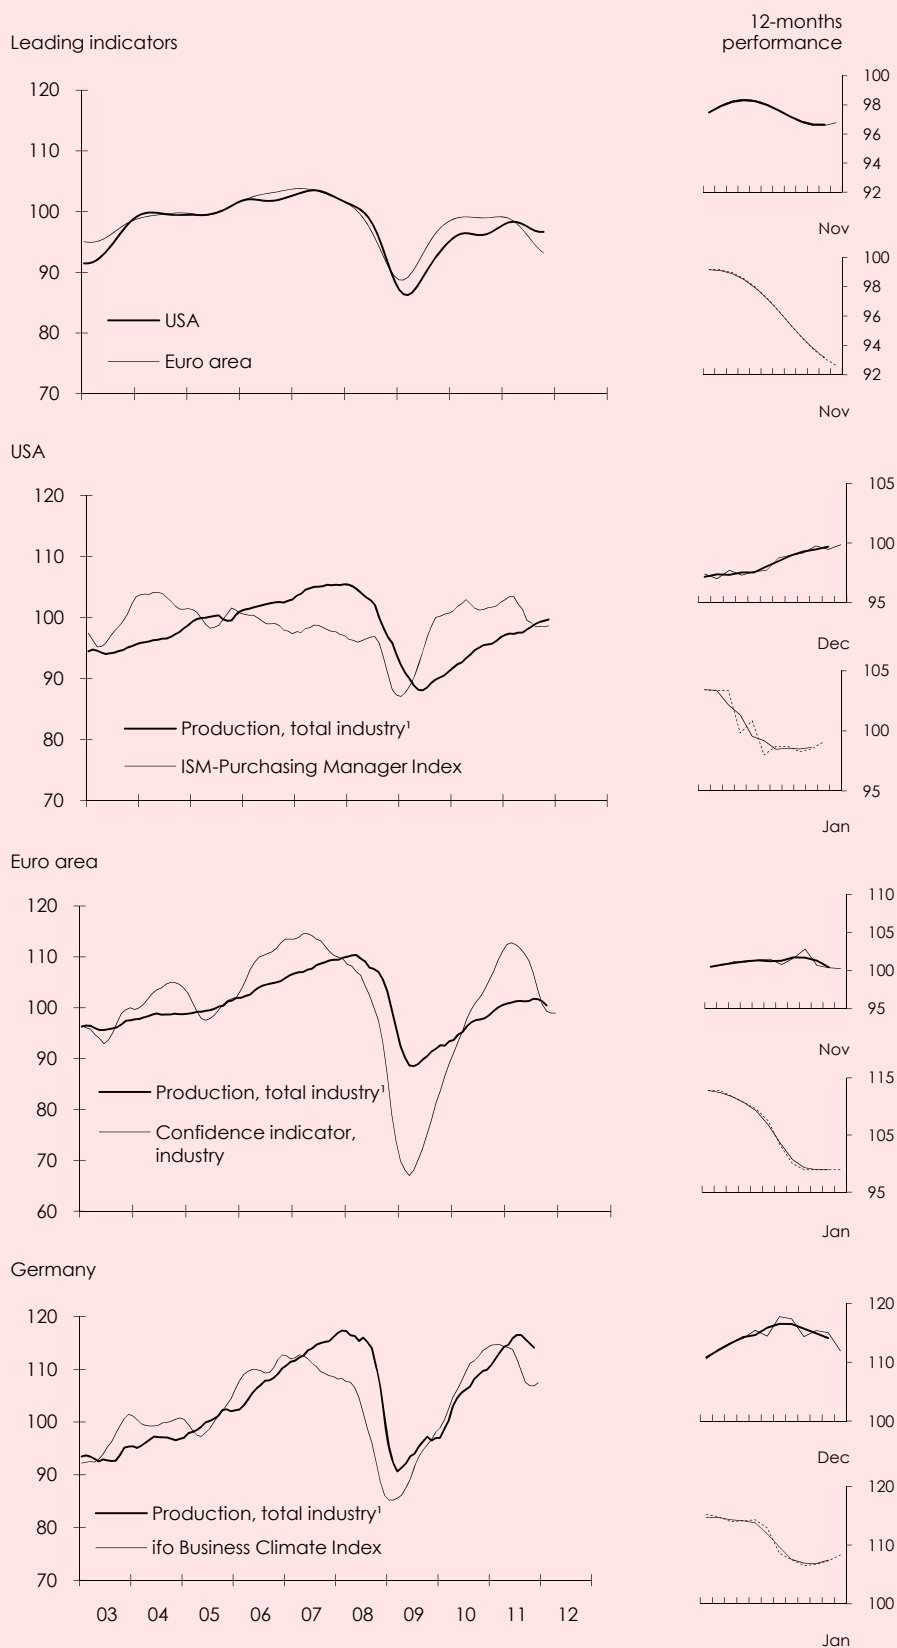 12-months
performance
Leading indicators
120
110
100
90
80
70
USA
Euro area
100
98
96
94
92
Nov
100
98
96
94
92
Nov
USA
120
110
100
90
80
70
Production, total industry¹
ISM-Purchasing Manager Index
105
100
95
Dec
105
100
95
Jan
Euro area
120
110
100
90
80
70
60
Production, total industry¹
Confidence indicator,
industry
110
105
100
95
Nov
115
105
95
Jan
Germany
120
110
100
90
80
70
Production, total industry¹
ifo Business Climate Index
03 04 05 06 07 08 09 10 11 12
120
110
100
Dec
120
110
100
Jan